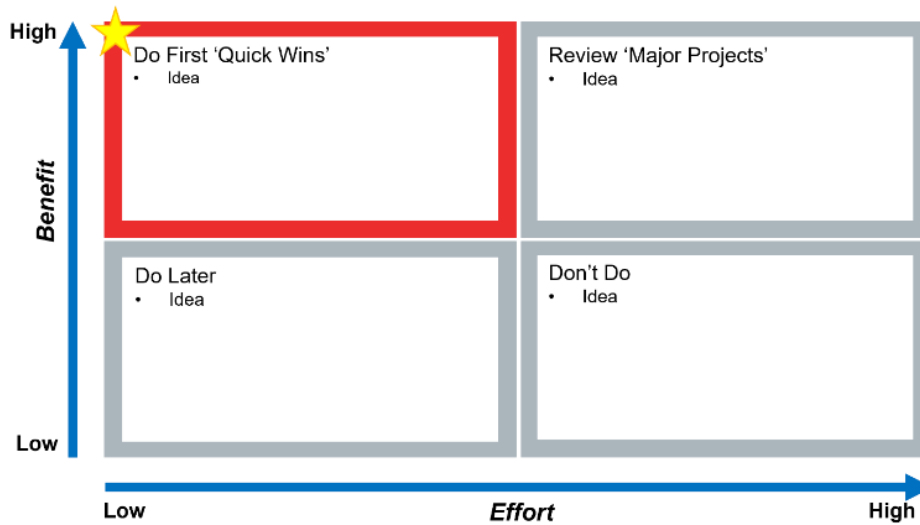 High
Do First ‘Quick Wins’
• Idea
Review ‘Major Projects’
• Idea
Benefit
Do Later
• Idea
Don’t Do
• Idea
Low
Low
Effort
High